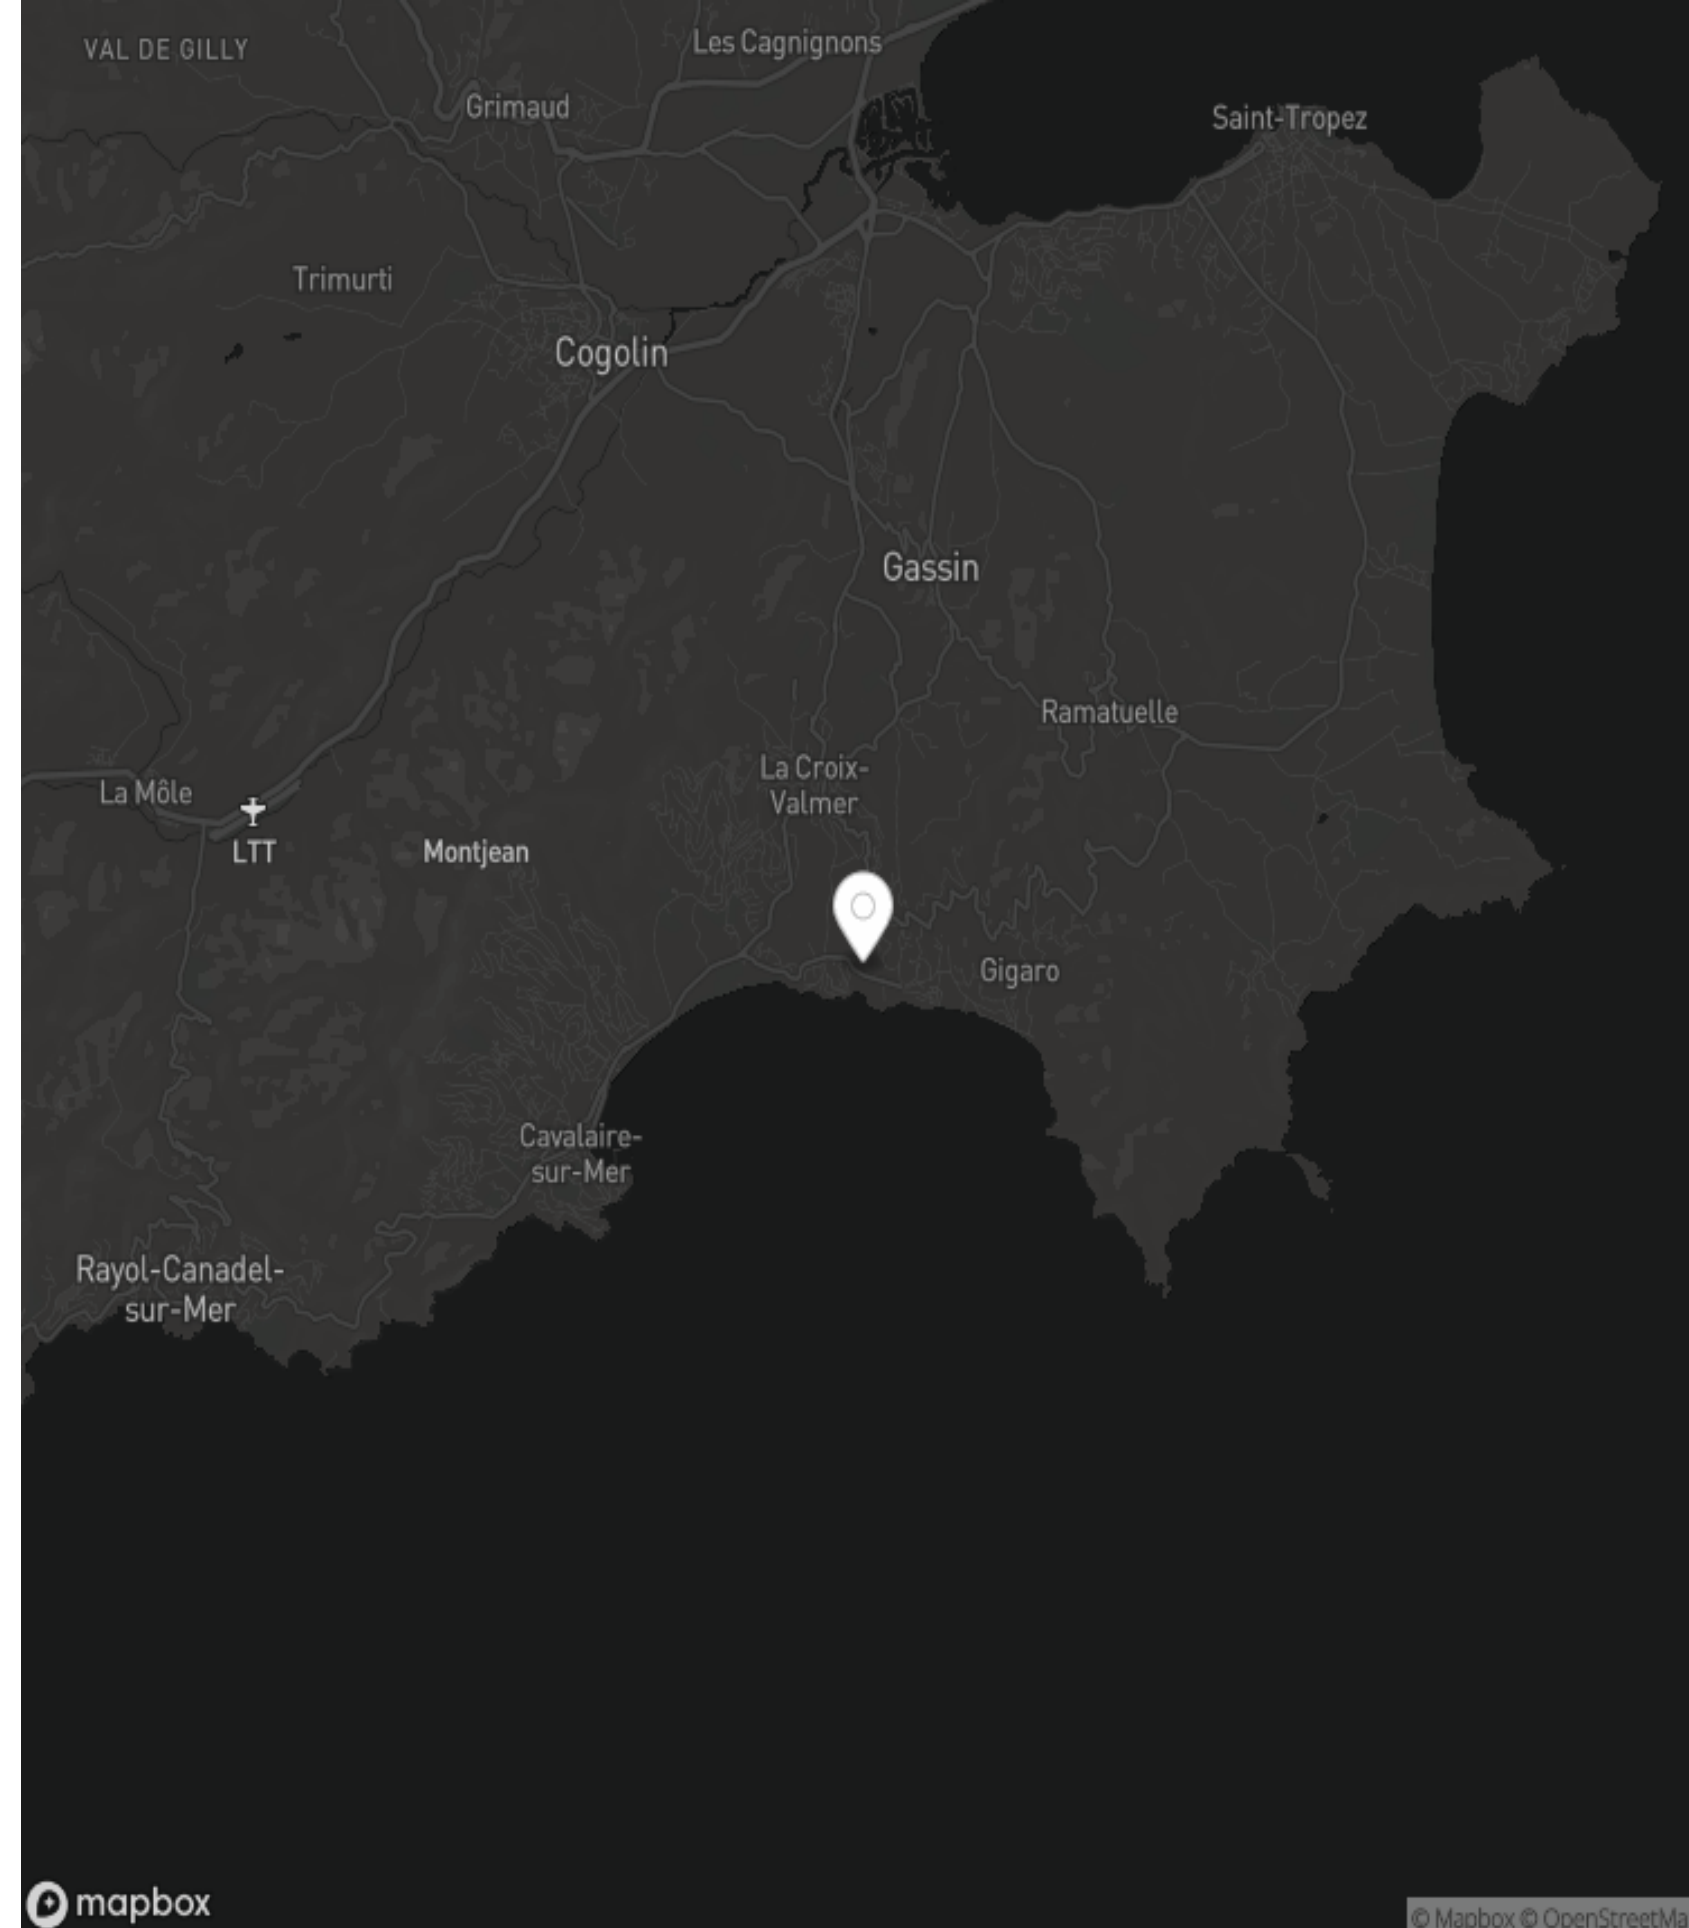 VAL DE GILLY
Les Cagnignons
Grimaud
Saint-Tropez
Trimurti
Cogolin
Gassin
Ramatuelle
La Croix-
Valmer
La Môle
LTT
Montjean
Gigaro
Cavalaire-
sur-Mer
Rayol-Canadel-
sur-Mer
mapbox
© Mapbox © OpenStreetMa